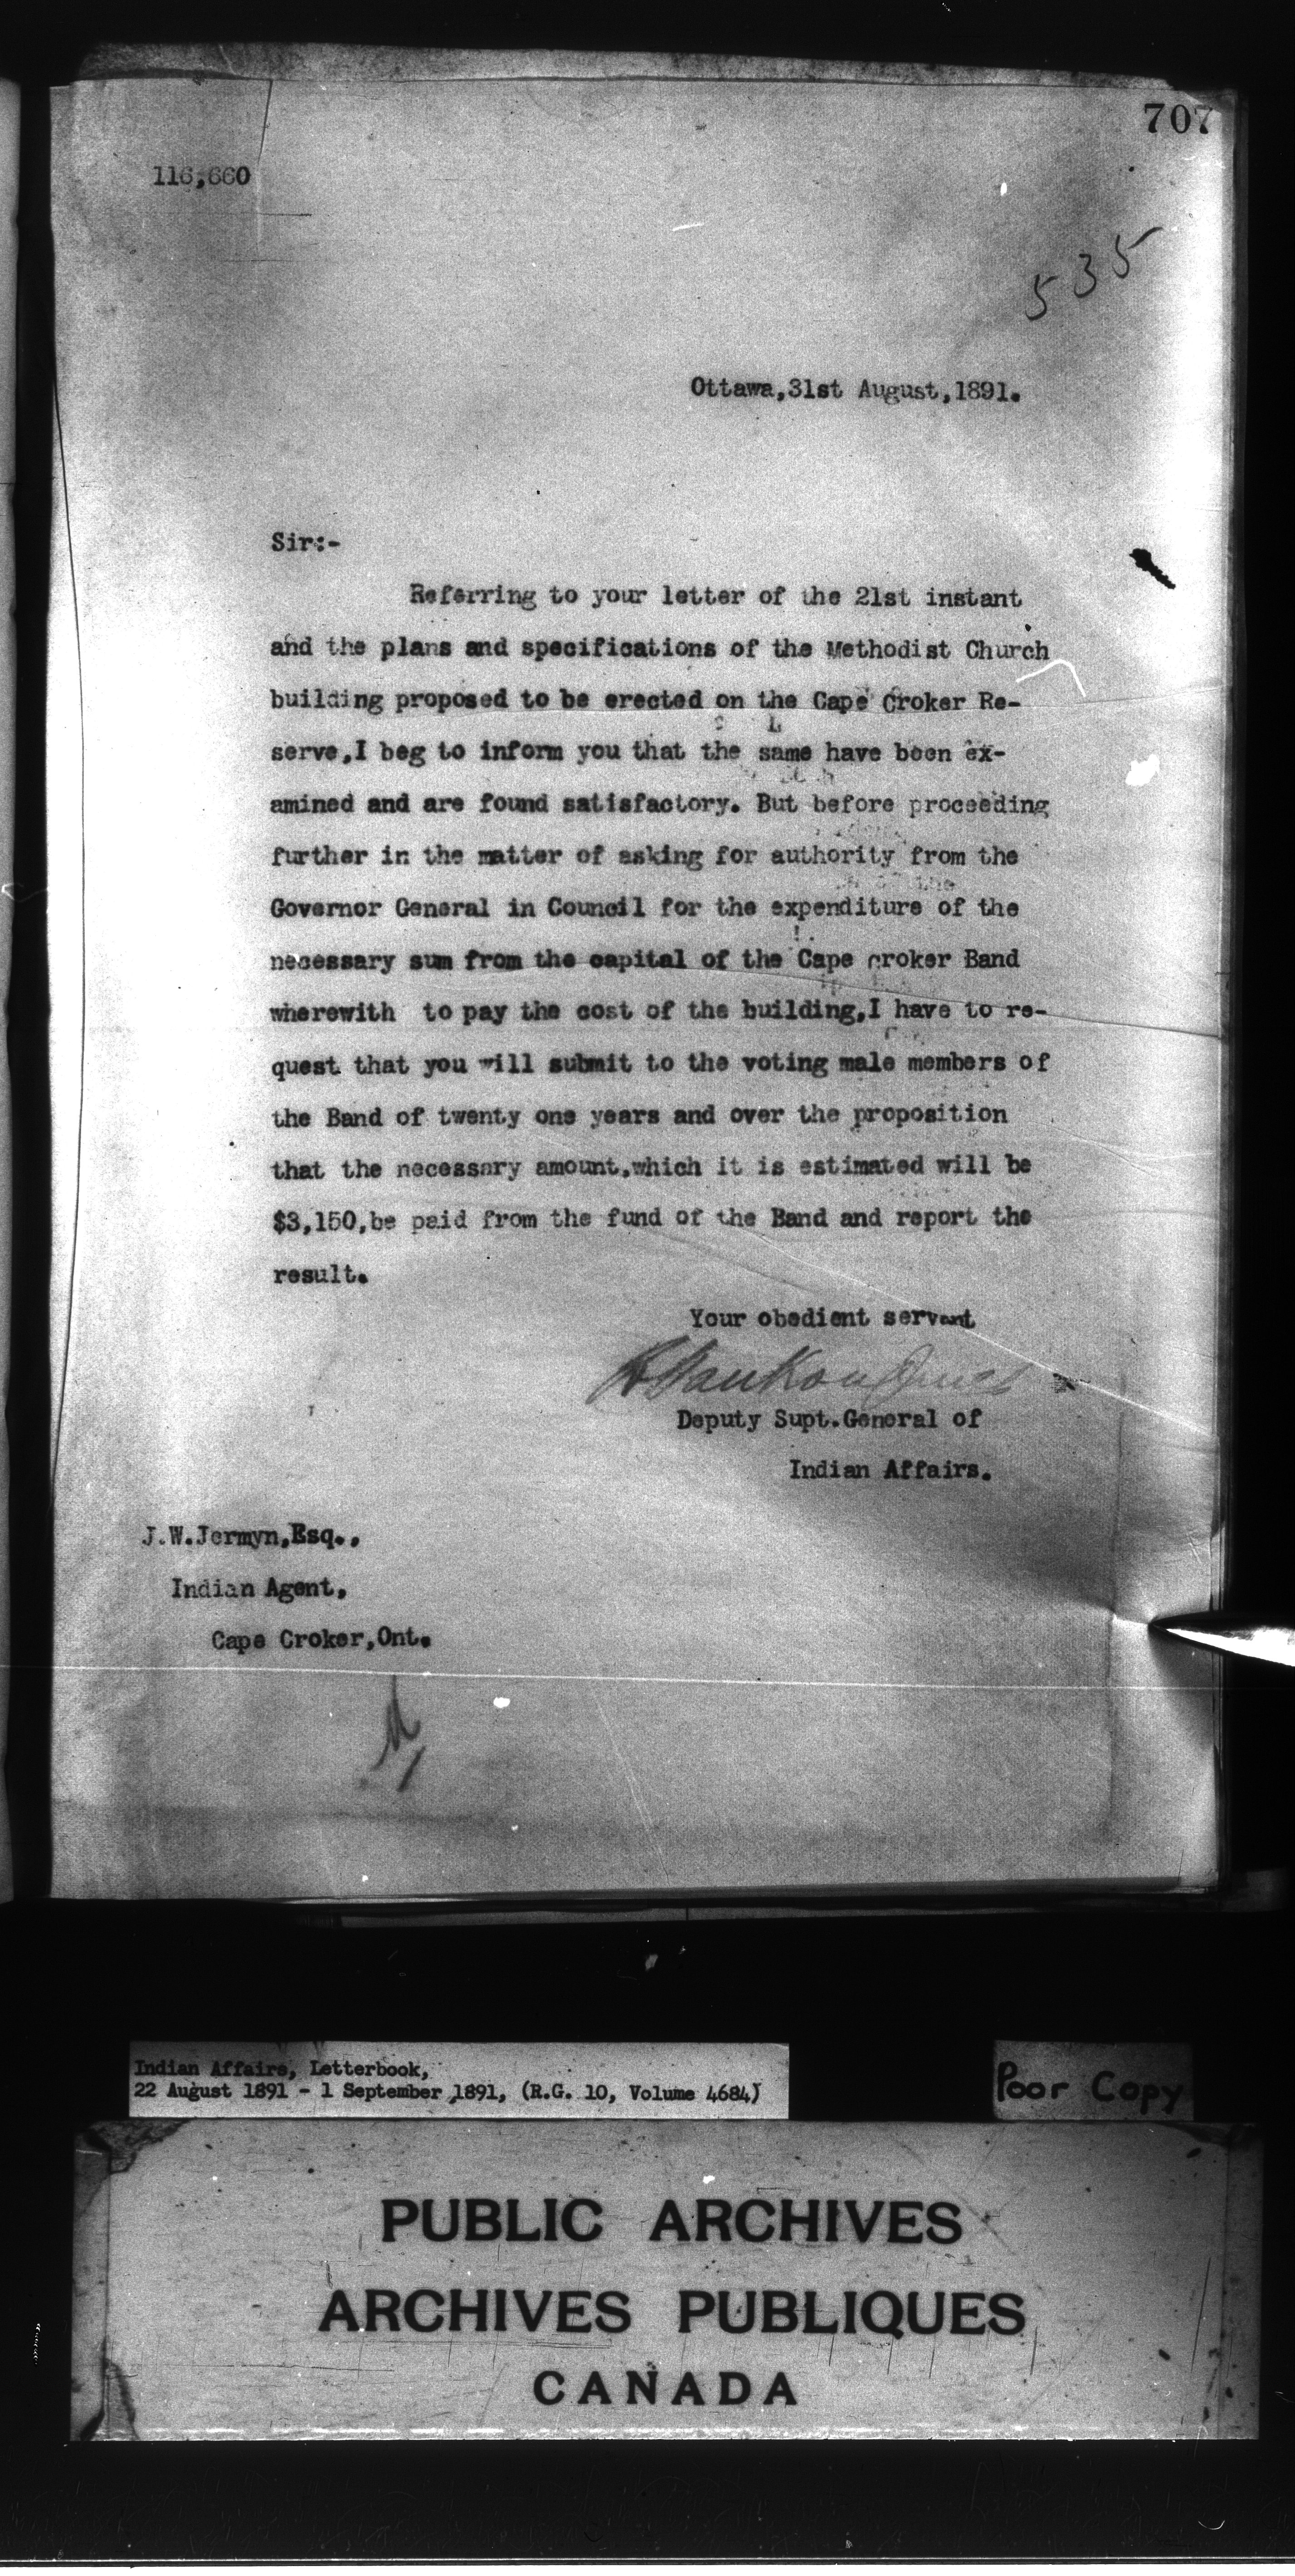 707
116,660
535
Ottawa,31st August,1891.
Sir:-
Referring to your letter of the 21st instant
and the plans and specifications of the Methodist Church
building proposed to be erected on the Cape Croker Re-
serve,I beg to inform you that the same have been ex-
amined and are found satisfactory. But before proceeding
further in the matter of asking for authority from the
Governor General in Council for the expenditure of the
necessary sum from the capital of the Cape Croker Band
wherewith to pay the cost of the building,I have to re-
quest that you will submit to the voting male members of
the Band of twenty one years and over the proposition
that the necessary amount,which it is estimated will be
$3,150,be paid from the fund of the Band and report the
result.
Your obedient servant
L Vankoughnet
Deputy Supt.General of
Indian Affairs.
J.W.Jermyn,Esq.,
Indian Agent,
Cape Croker,Ont.
Indian Affairs, Letterbook,
22 August 1891 - 1 September 1891, (R.G. 10, Volume 4684)
Poor Copy
PUBLIC ARCHIVES
ARCHIVES PUBLIQUES
CANADA